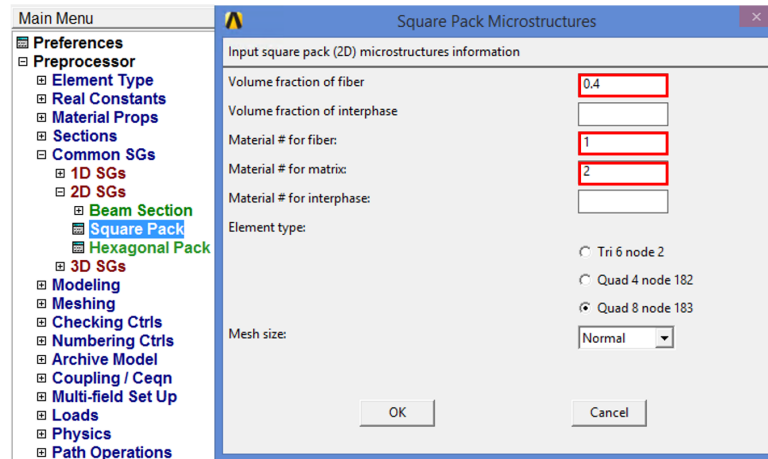 Main Menu
Preferences
Preprocessor
Element Type
Real Constants
Material Props
Sections
Common SGs
1D SGs
2D SGs
Beam Section
Square Pack
Hexagonal Pack
3D SGs
Modeling
Meshing
Checking Ctrls
Numbering Ctrls
Archive Model
Coupling / Ceqn
Multi-field Set Up
Loads
Physics
Path Operations
Square Pack Microstructures
Input square pack (2D) microstructures information
Volume fraction of fiber
0.4
Volume fraction of interphase
Material # for fiber:
1
Material # for matrix:
2
Material # for interphase:
Element type:
Tri 6 node 2
Quad 4 node 182
Quad 8 node 183
Mesh size:
Normal
OK
Cancel